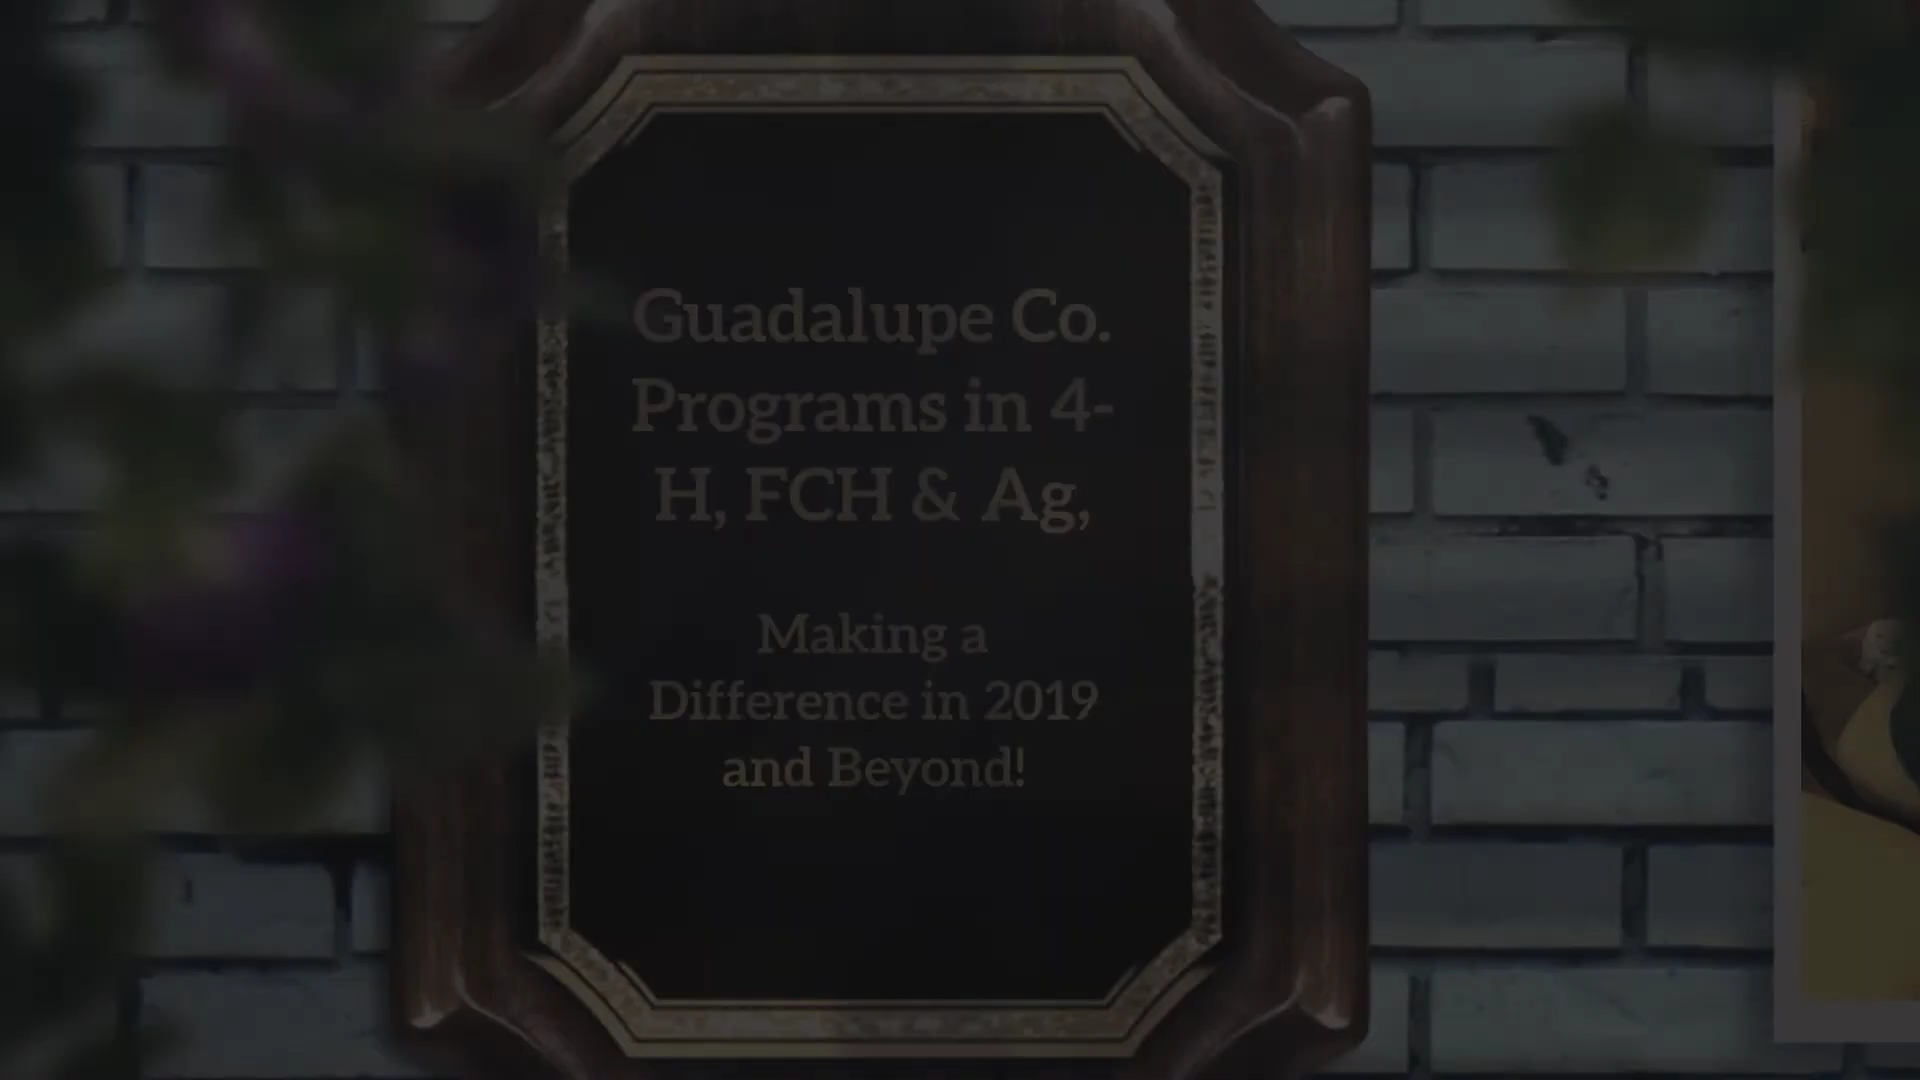 Guadalupe Co.
Programs in 4-
H, FCH & Ag,
Making a
Difference in 2019
and Beyond!